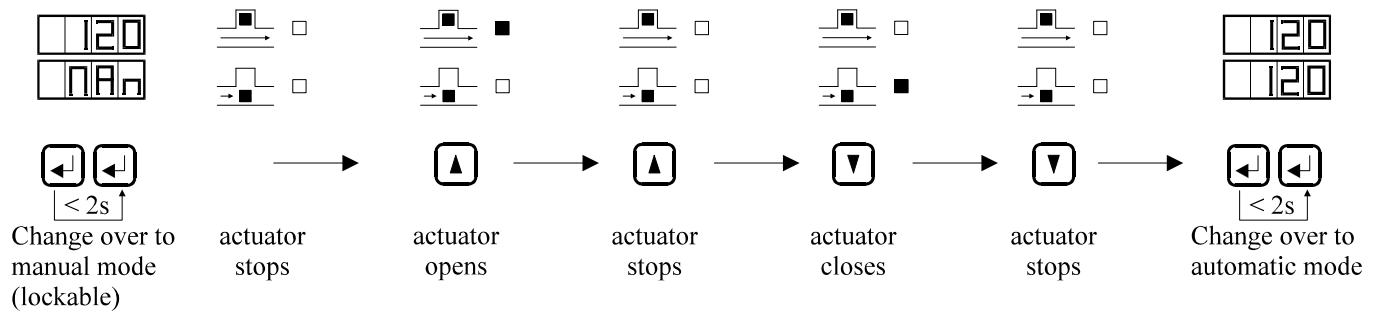 120
MAn
120
120
< 2s
< 2s
Change over to
manual mode
(lockable)
actuator
stops
actuator
opens
actuator
stops
actuator
closes
actuator
stops
Change over to
automatic mode